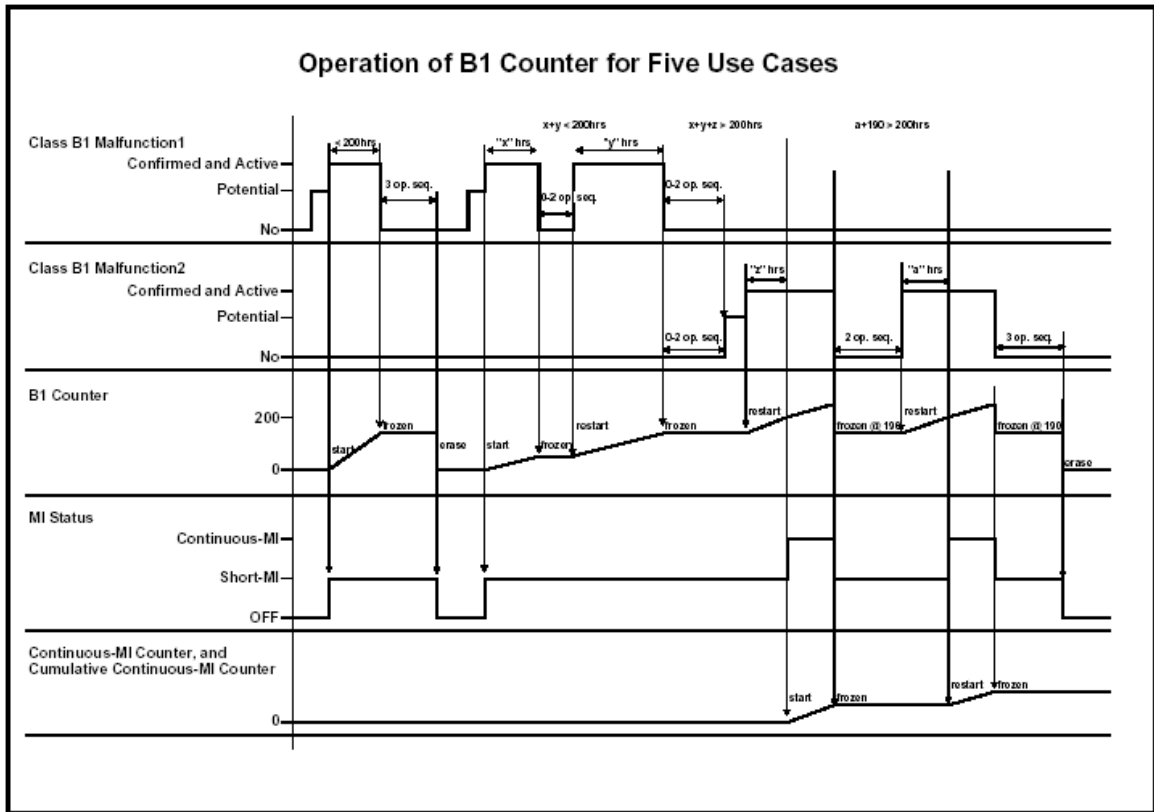 Operation of B1 Counter for Five Use Cases
x+y < 200hrs
x+y+z > 200hrs
a+190 > 200hrs
Class B1 Malfunction1
< 200hrs
"x" hrs
"y" hrs
Confirmed and Active
Potential
3 op. seq.
0-2 op. seq.
0-2 op. seq.
No
Class B1 Malfunction2
"z" hrs
"a" hrs
Confirmed and Active
Potential
0-2 op. seq.
2 op. seq.
3 op. seq.
No
B1 Counter
200
start
frozen
erase
start
frozen
restart
frozen
restart
frozen @ 190
restart
frozen @ 190
erase
0
MI Status
Continuous-MI
Short-MI
OFF
Continuous-MI Counter, and
Cumulative Continuous-MI Counter
start
frozen
restart
frozen
0